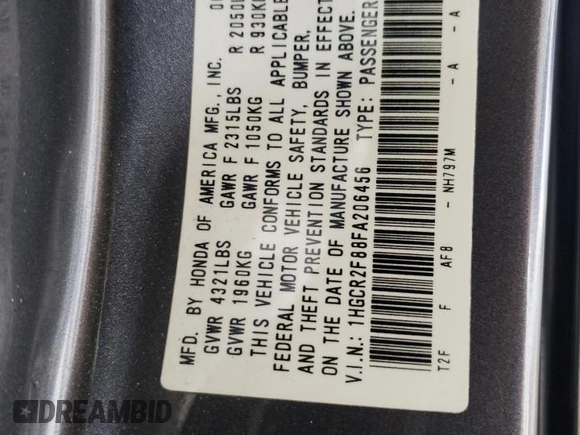 MFD. BY HONDA OF AMERICA MFG., INC.
GVWR 4321LBS GAWR F 2315LBS
GVWR 1960KG GAWR F 1050KG R 930K
THIS VEHICLE CONFORMS TO ALL APPLICABLE
FEDERAL MOTOR VEHICLE SAFETY, BUMPER,
AND THEFT PREVENTION STANDARDS IN EFFECT
ON THE DATE OF MANUFACTURE SHOWN ABOVE.
V.I.N.: 1HGCR2F88FA206456 TYPE: PASSENGER
T2F F AF8 - NH797M - A - A
DREAMBID